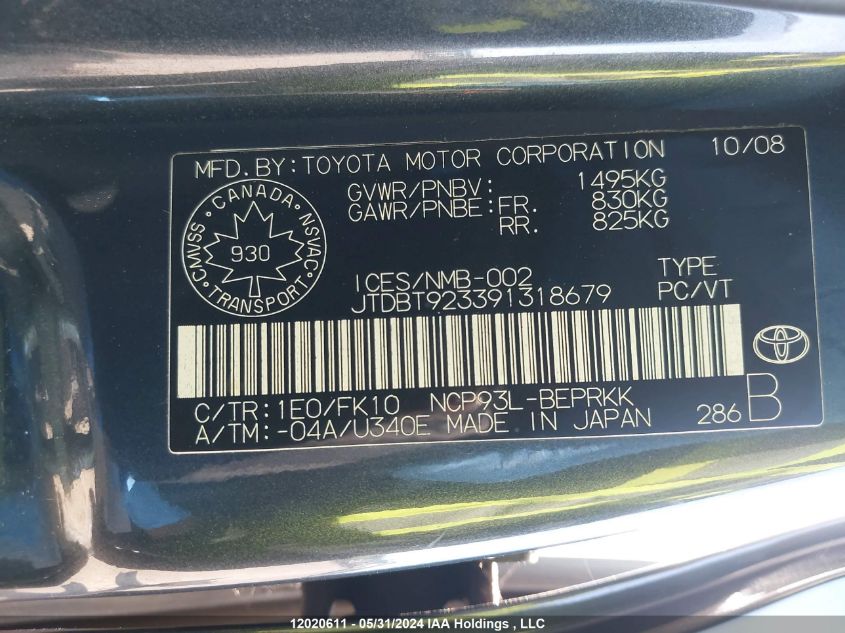 MFD.BY:TOYOTA MOTOR CORPORATION 10/08
GVWR/PNBV: 1495KG
GAWR/PNBE: FR. 830KG
RR. 825KG
CANADA
CMVSS NSVAC
930
TRANSPORT
ICES/NMB-002 TYPE
JTDBT923391318679 PC/VT
C/TR: 1E0/FK10 NCP93L-BEPRKK
A/TM: -04A/U340E MADE IN JAPAN 286 B
12020611 - 05/31/2024 IAA Holdings , LLC